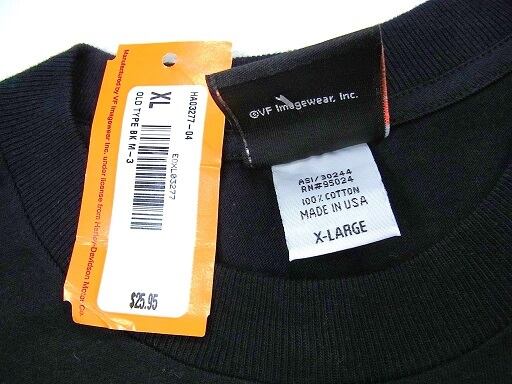 Manufactured by VF Imagewear, Inc. under license from Harley-Davidson Motor Co.
HA03277-04
XL
OLD TYPE BK M-3
EDXL03277
$25.95
©VF Imagewear, Inc.
ASI/30244
RN#95024
100% COTTON
MADE IN USA
X-LARGE